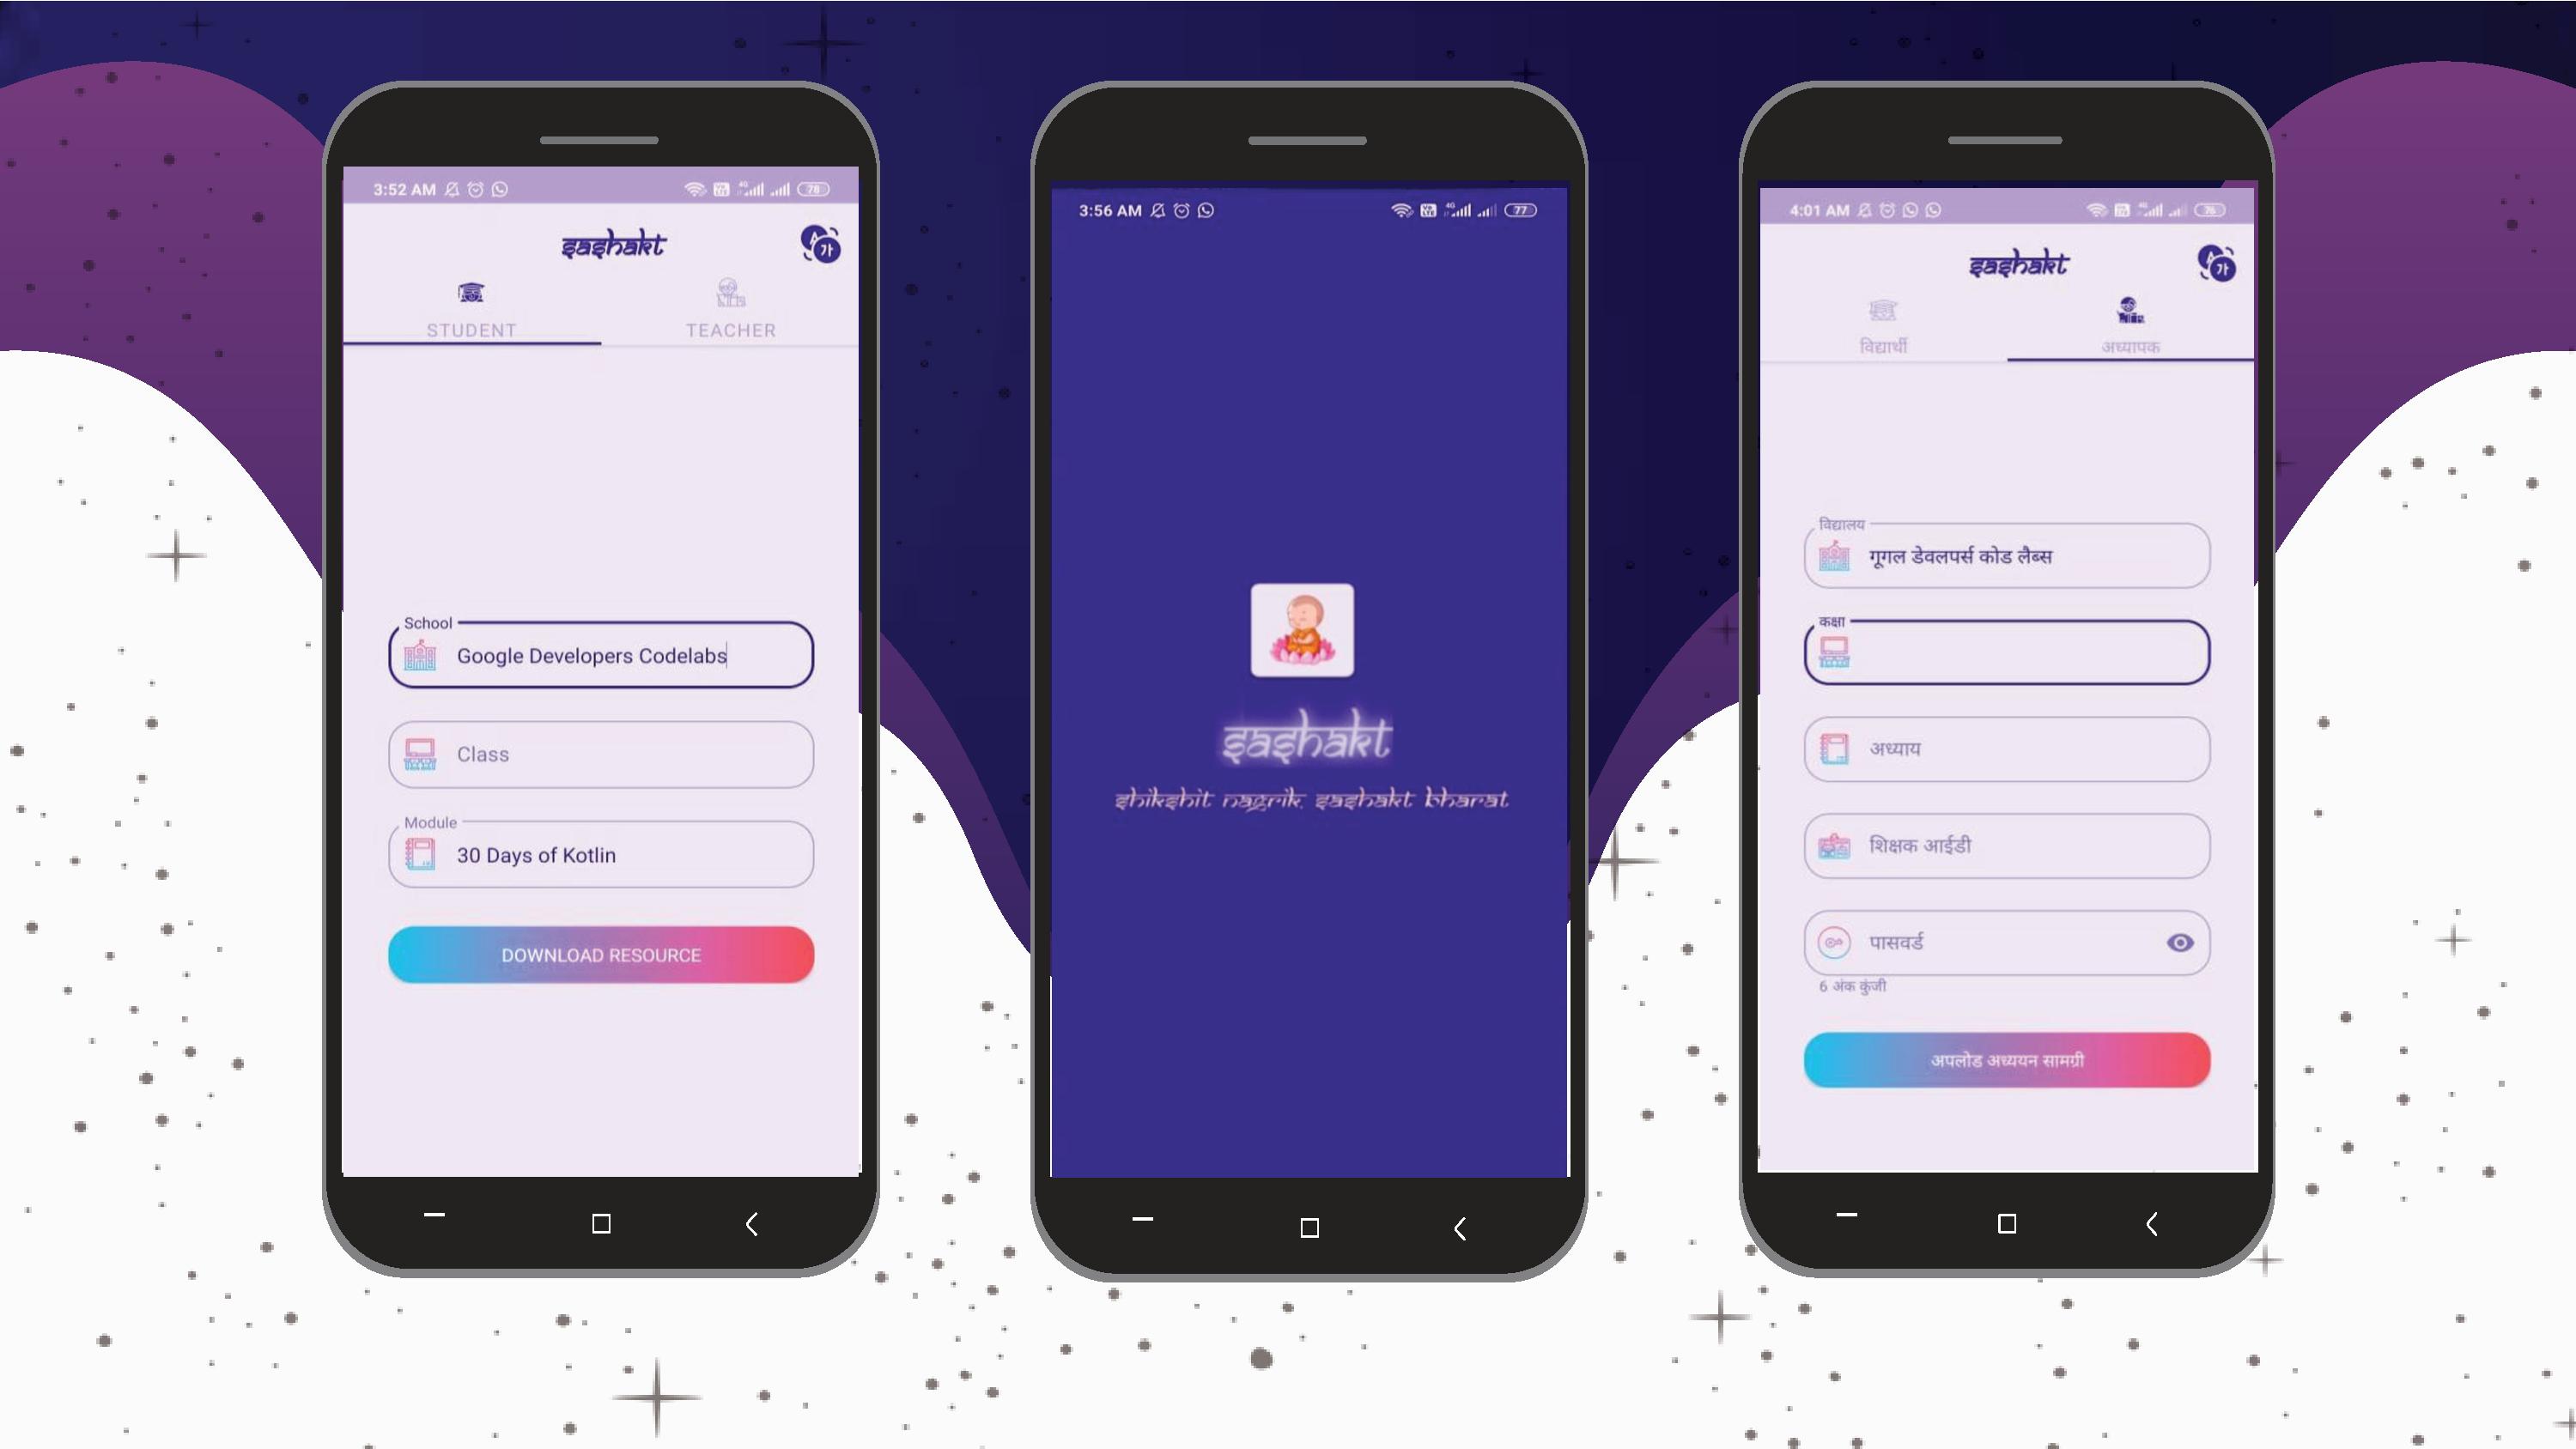 3:52 AM
78
sashakt
STUDENT
TEACHER
School
Google Developers Codelabs
Class
Module
30 Days of Kotlin
DOWNLOAD RESOURCE
3:56 AM
77
sashakt
shikshit nagrik, sashakt bharat
4:01 AM
76
sashakt
विद्यार्थी
अध्यापक
विद्यालय
गूगल डेवलपर्स कोड लैब्स
कक्षा
अध्याय
शिक्षक आईडी
पासवर्ड
6 अंक कुंजी
अपलोड अध्ययन सामग्री